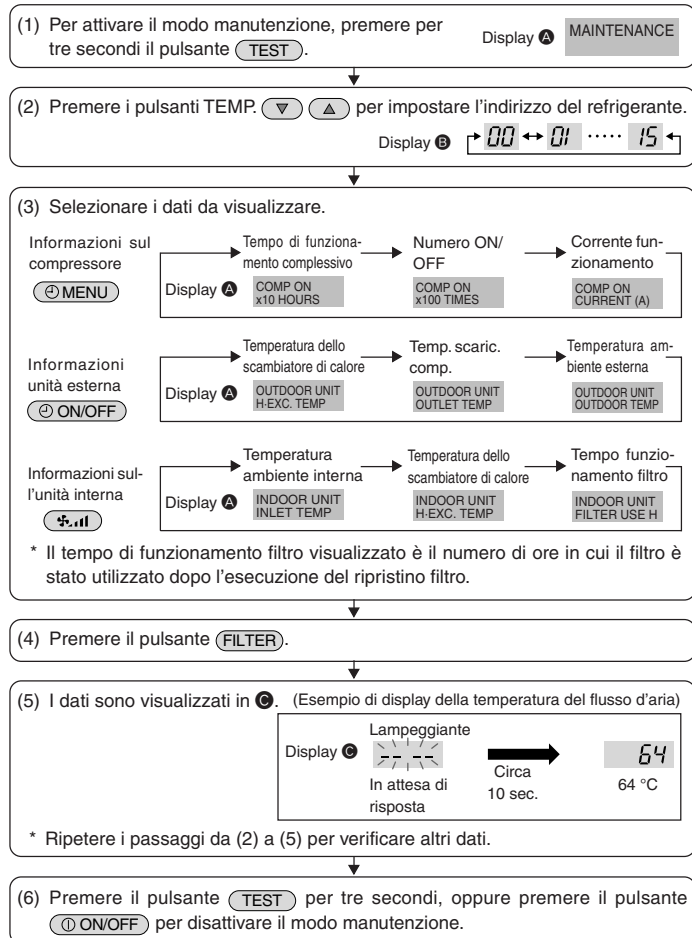 (1) Per attivare il modo manutenzione, premere per
tre secondi il pulsante TEST.
Display A MAINTENANCE
(2) Premere i pulsanti TEMP. ▽ △ per impostare l'indirizzo del refrigerante.
Display B 00 ↔ 01 ····· 15
(3) Selezionare i dati da visualizzare.
Informazioni sul
compressore
MENU
Tempo di funziona-
mento complessivo
Display A
COMP ON
x10 HOURS
Numero ON/
OFF
COMP ON
x100 TIMES
Corrente fun-
zionamento
COMP ON
CURRENT (A)
Informazioni
unità esterna
ON/OFF
Temperatura dello
scambiatore di calore
Display A
OUTDOOR UNIT
H·EXC. TEMP
Temp. scaric.
comp.
OUTDOOR UNIT
OUTLET TEMP
Temperatura am-
biente esterna
OUTDOOR UNIT
OUTDOOR TEMP
Informazioni sul-
l'unità interna
Temperatura
ambiente interna
Display A
INDOOR UNIT
INLET TEMP
Temperatura dello
scambiatore di calore
INDOOR UNIT
H·EXC. TEMP
Tempo funzio-
namento filtro
INDOOR UNIT
FILTER USE H
* Il tempo di funzionamento filtro visualizzato è il numero di ore in cui il filtro è
stato utilizzato dopo l'esecuzione del ripristino filtro.
(4) Premere il pulsante FILTER.
(5) I dati sono visualizzati in C. (Esempio di display della temperatura del flusso d'aria)
Lampeggiante
Display C
-- --
In attesa di
risposta
Circa
10 sec.
64
64 °C
* Ripetere i passaggi da (2) a (5) per verificare altri dati.
(6) Premere il pulsante TEST per tre secondi, oppure premere il pulsante
ON/OFF per disattivare il modo manutenzione.